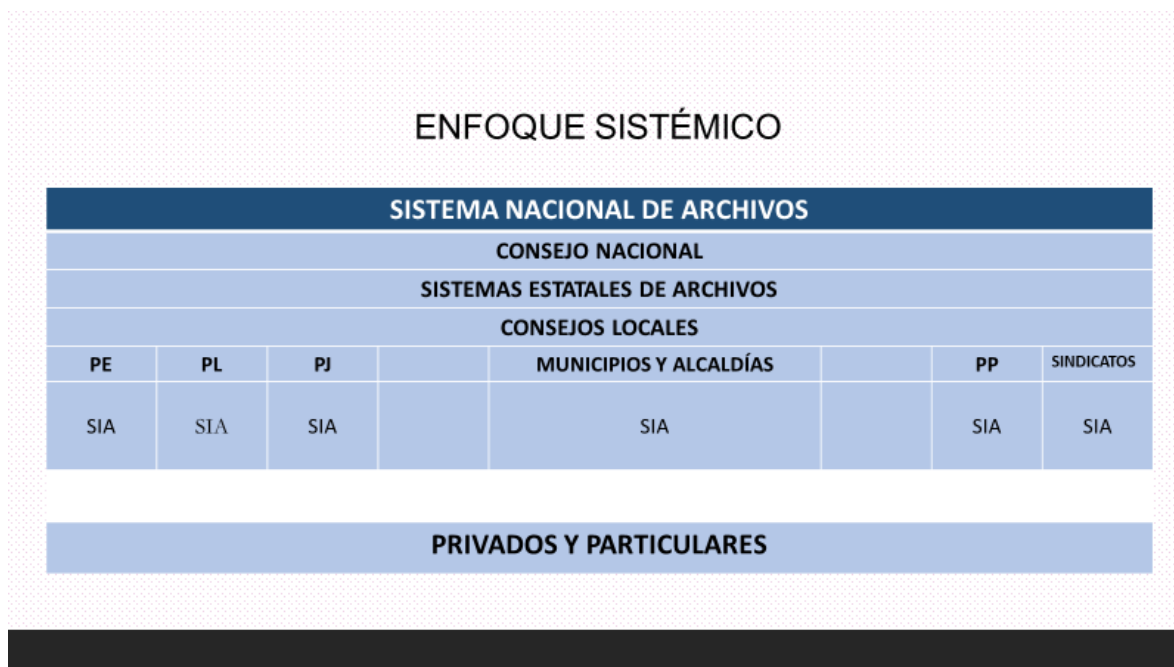 ENFOQUE SISTÉMICO
SISTEMA NACIONAL DE ARCHIVOS
CONSEJO NACIONAL
SISTEMAS ESTATALES DE ARCHIVOS
CONSEJOS LOCALES
PE PL PJ MUNICIPIOS Y ALCALDÍAS PP SINDICATOS
SIA SIA SIA SIA SIA SIA
PRIVADOS Y PARTICULARES